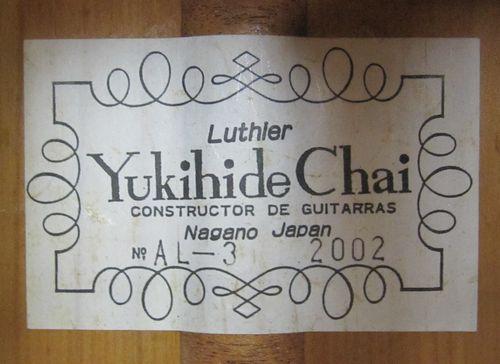 Luthier
Yukihide Chai
CONSTRUCTOR DE GUITARRAS
Nagano Japan
Nº AL-3 2002